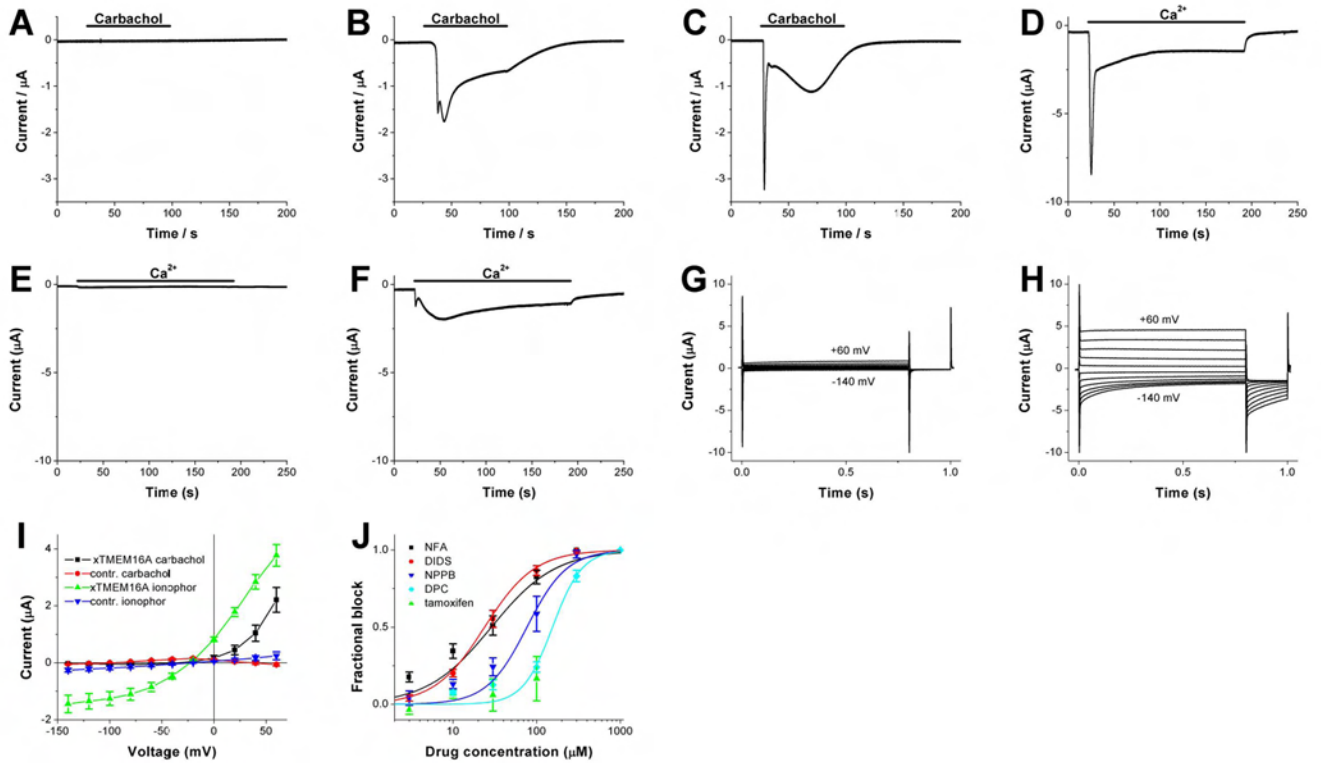 A
Carbachol
Current / μA
0
-1
-2
-3
0 50 100 150 200
Time / s
B
Carbachol
Current / μA
0
-1
-2
-3
0 50 100 150 200
Time / s
C
Carbachol
Current / μA
0
-1
-2
-3
0 50 100 150 200
Time / s
D
Ca²⁺
Current (μA)
0
-5
-10
0 50 100 150 200 250
Time (s)
E
Ca²⁺
Current (μA)
0
-5
-10
0 50 100 150 200 250
Time (s)
F
Ca²⁺
Current (μA)
0
-5
-10
0 50 100 150 200 250
Time (s)
G
Current (μA)
10
5
0
-5
-10
+60 mV
-140 mV
0.0 0.5 1.0
Time (s)
H
Current (μA)
10
5
0
-5
-10
+60 mV
-140 mV
0.0 0.5 1.0
Time (s)
I
xTMEM16A carbachol
contr. carbachol
xTMEM16A ionophor
contr. ionophor
Current (μA)
4
2
0
-2
-150 -100 -50 0 50
Voltage (mV)
J
NFA
DIDS
NPPB
DPC
tamoxifen
Fractional block
1.0
0.5
0.0
10 100 1000
Drug concentration (μM)